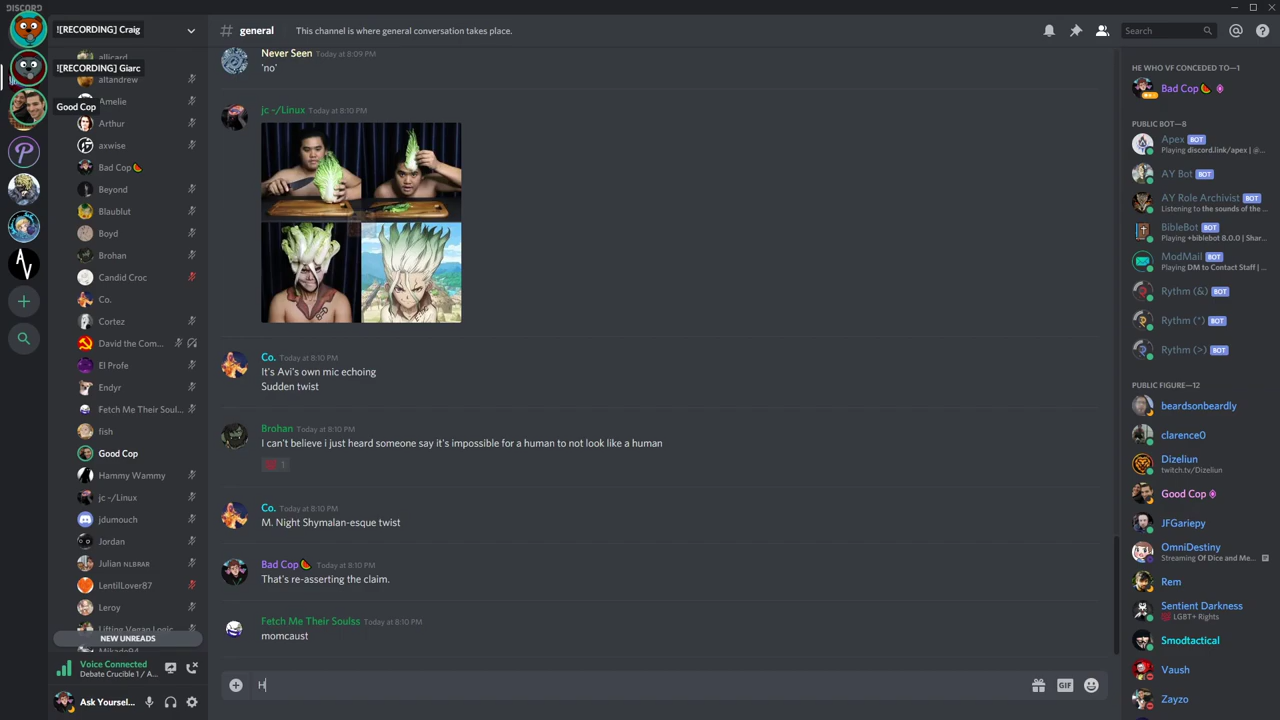 DISCORD
![RECORDING] Craig
![RECORDING] Giarc
Good Cop
allicard
altandrew
Amelie
Arthur
axwise
Bad Cop🍉
Beyond
Blaublut
Boyd
Brohan
Candid Croc
Co.
Cortez
David the Com...
El Profe
Endyr
Fetch Me Their Soul...
fish
Good Cop
Hammy Wammy
jc ~/Linux
jdumouch
Jordan
Julian ɴʟʙʀᴀʀ
LentilLover87
Leroy
Lifting Vegan Logic
Mikado94
NEW UNREADS
Voice Connected
Debate Crucible 1 / A...
Ask Yoursel...
# general
This channel is where general conversation takes place.
Search
Never Seen Today at 8:09 PM
'no'
jc ~/Linux Today at 8:10 PM
Co. Today at 8:10 PM
It's Avi's own mic echoing
Sudden twist
Brohan Today at 8:10 PM
I can't believe i just heard someone say it's impossible for a human to not look like a human
1
Co. Today at 8:10 PM
M. Night Shymalan-esque twist
Bad Cop🍉 Today at 8:10 PM
That's re-asserting the claim.
Fetch Me Their Soulss Today at 8:10 PM
momcaust
H
GIF
HE WHO VF CONCEDED TO—1
Bad Cop 🍉
PUBLIC BOT—8
Apex BOT
Playing discord.link/apex | @...
AY Bot BOT
AY Role Archivist BOT
Listening to the sounds of the...
BibleBot BOT
Playing +biblebot 8.0.0 | Shar...
ModMail BOT
Playing DM to Contact Staff |...
Rythm (&) BOT
Rythm (*) BOT
Rythm (>) BOT
PUBLIC FIGURE—12
beardsonbeardly
clarence0
Dizeliun
twitch.tv/Dizeliun
Good Cop
JFGariepy
OmniDestiny
Streaming Of Dice and Me...
Rem
Sentient Darkness
LGBT+ Rights
Smodtactical
Vaush
Zayzo